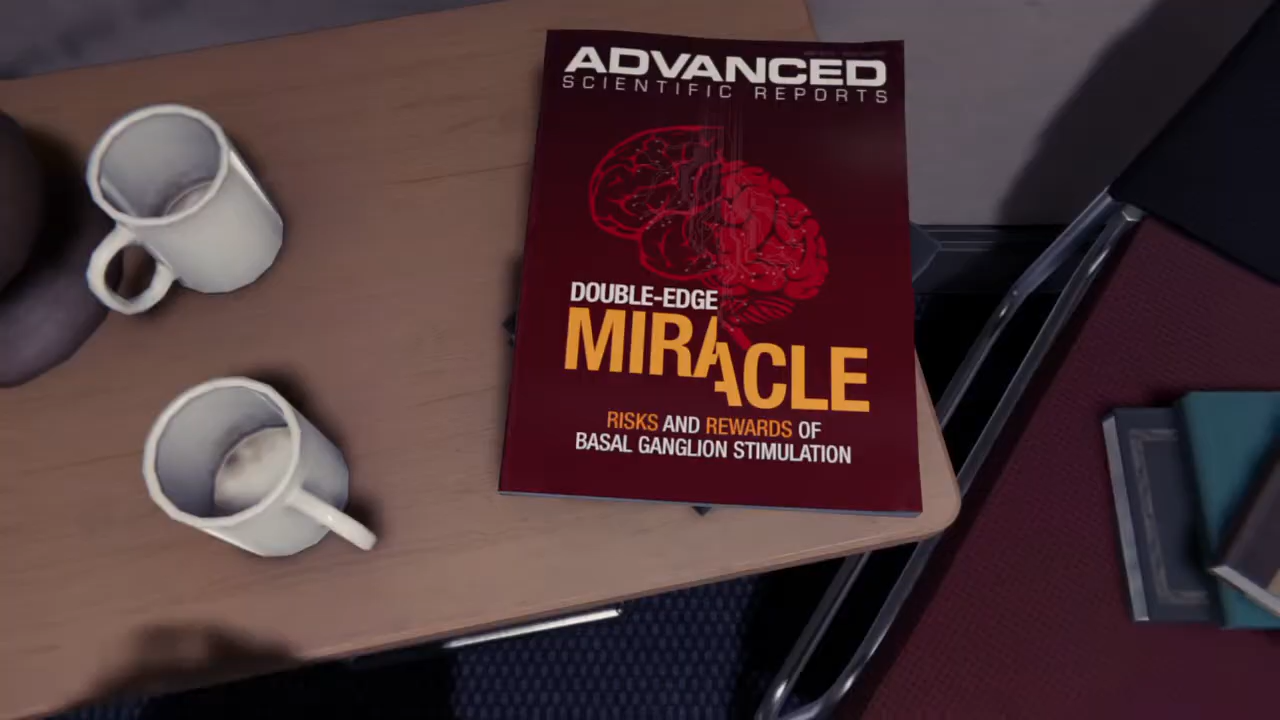 ADVANCED
SCIENTIFIC REPORTS
DOUBLE-EDGE
MIRACLE
RISKS AND REWARDS OF
BASAL GANGLION STIMULATION